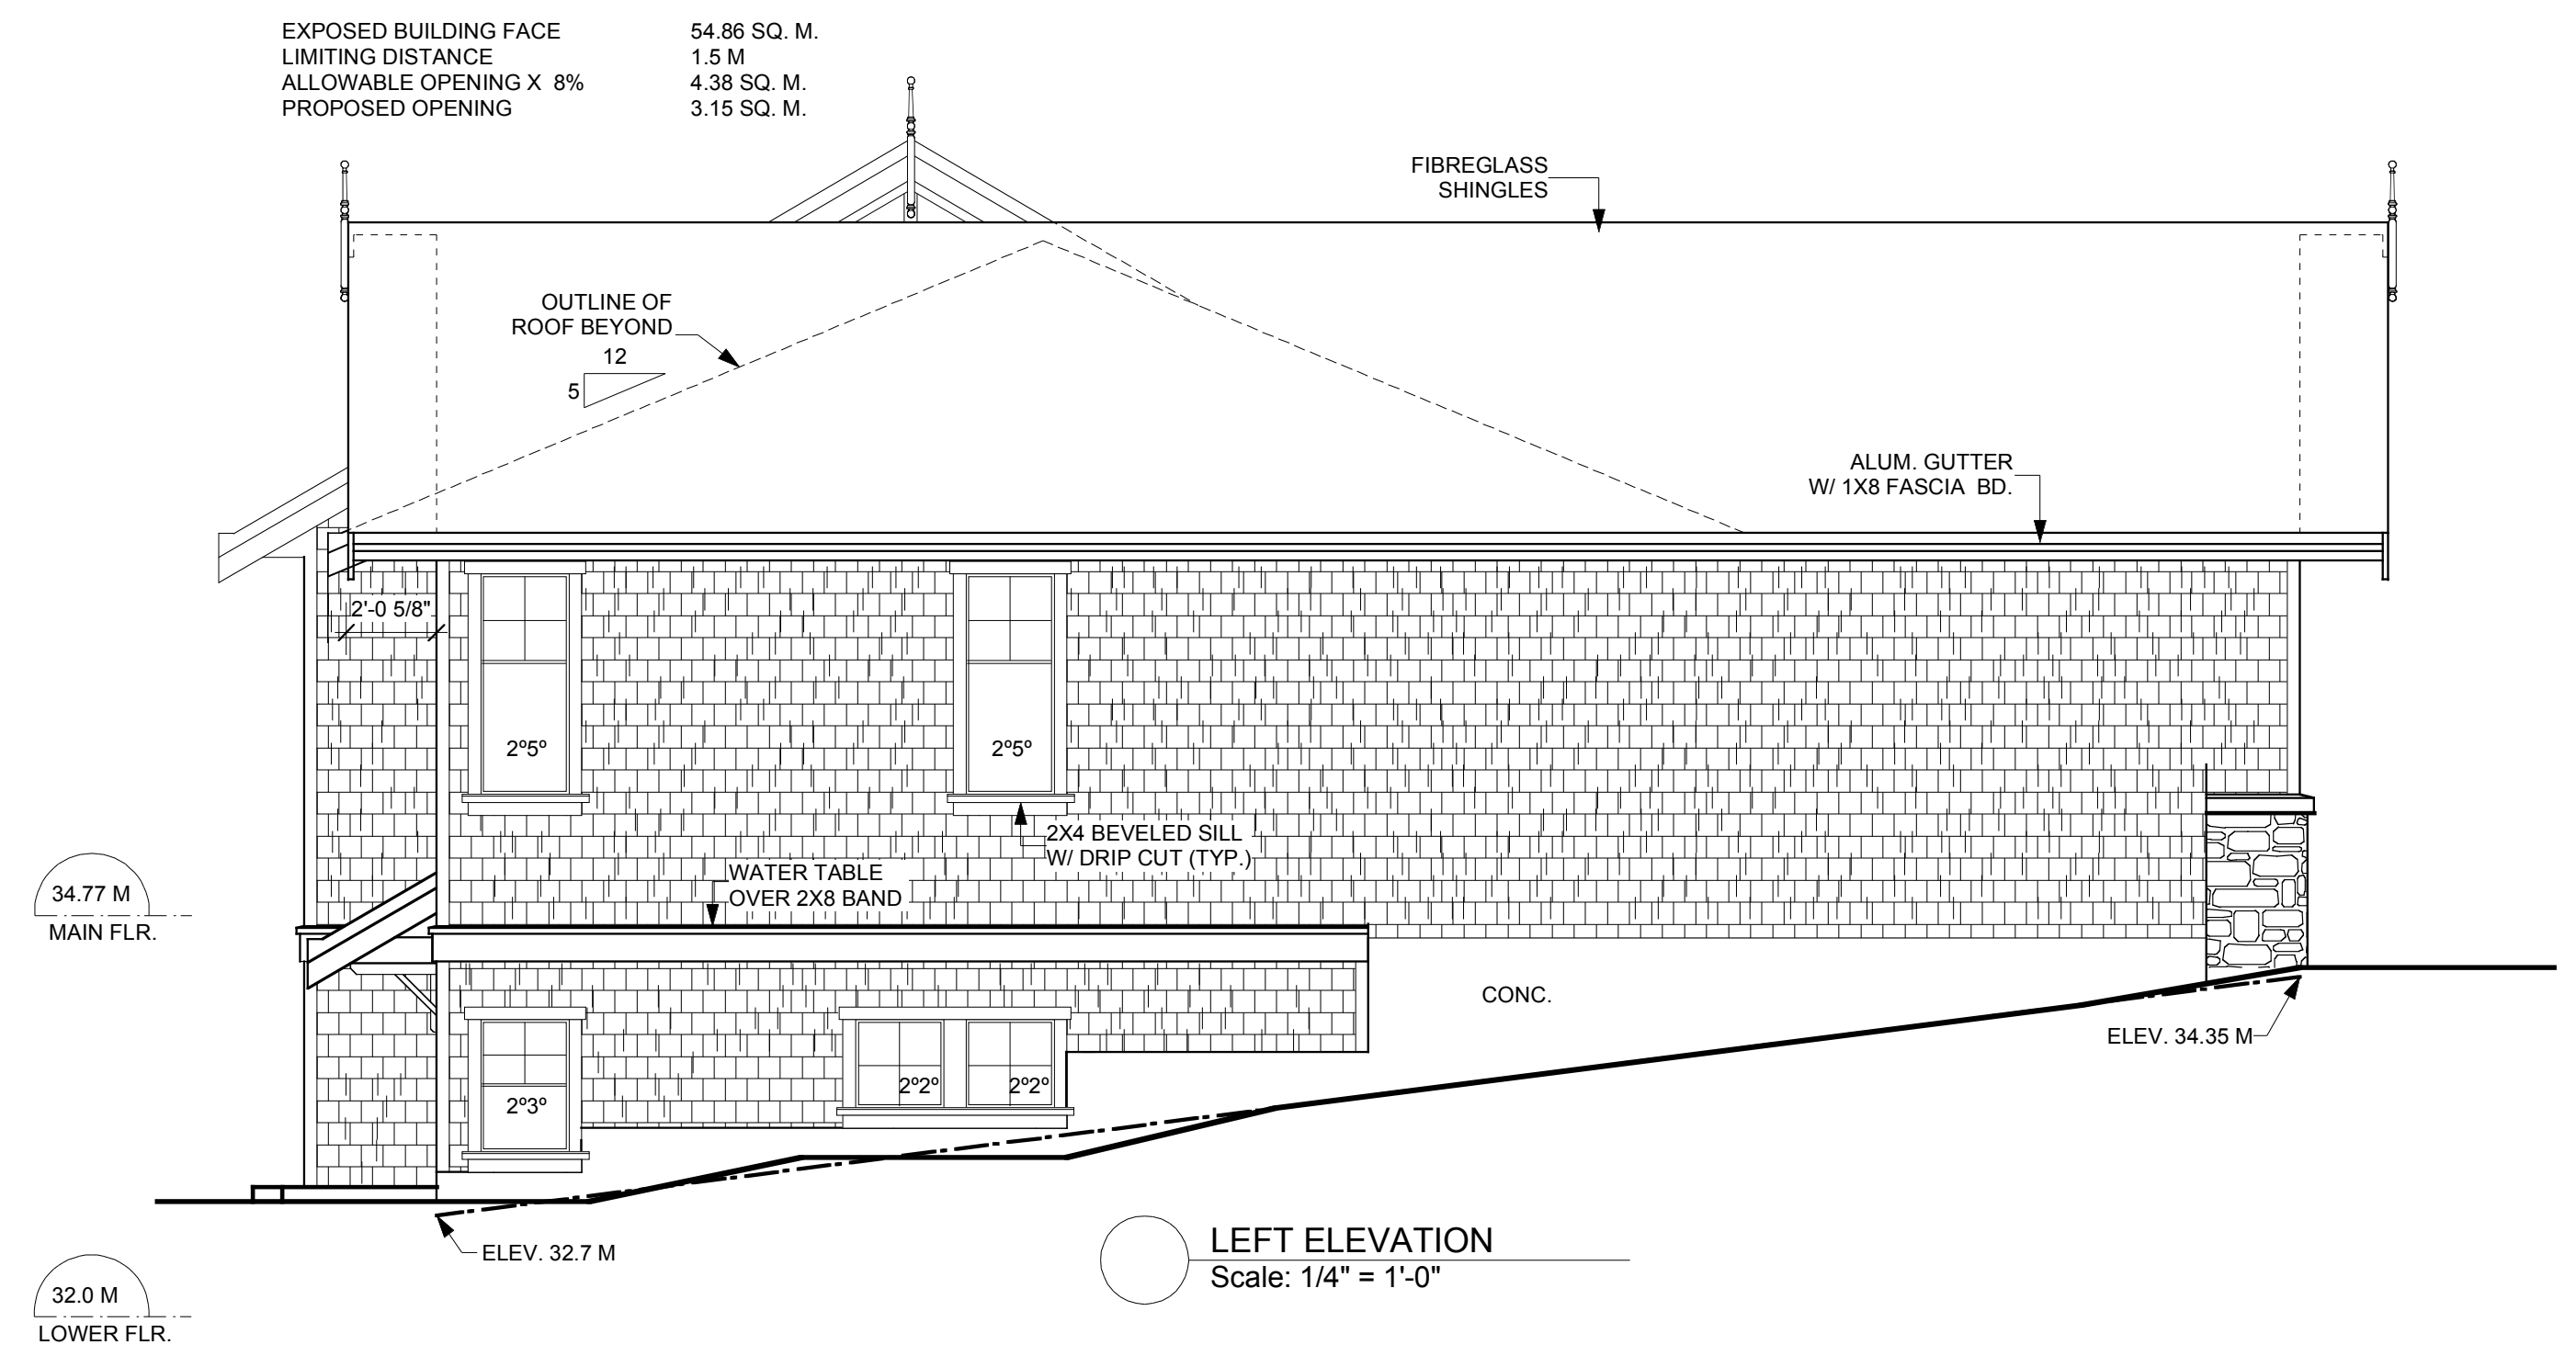 EXPOSED BUILDING FACE 54.86 SQ. M.
LIMITING DISTANCE 1.5 M
ALLOWABLE OPENING X 8% 4.38 SQ. M.
PROPOSED OPENING 3.15 SQ. M.
FIBREGLASS
SHINGLES
OUTLINE OF
ROOF BEYOND
12
5
ALUM. GUTTER
W/ 1X8 FASCIA BD.
2'-0 5/8"
2º5º
2º5º
2X4 BEVELED SILL
W/ DRIP CUT (TYP.)
WATER TABLE
OVER 2X8 BAND
34.77 M
MAIN FLR.
CONC.
ELEV. 34.35 M
2º3º
2º2º
2º2º
ELEV. 32.7 M
LEFT ELEVATION
Scale: 1/4" = 1'-0"
32.0 M
LOWER FLR.